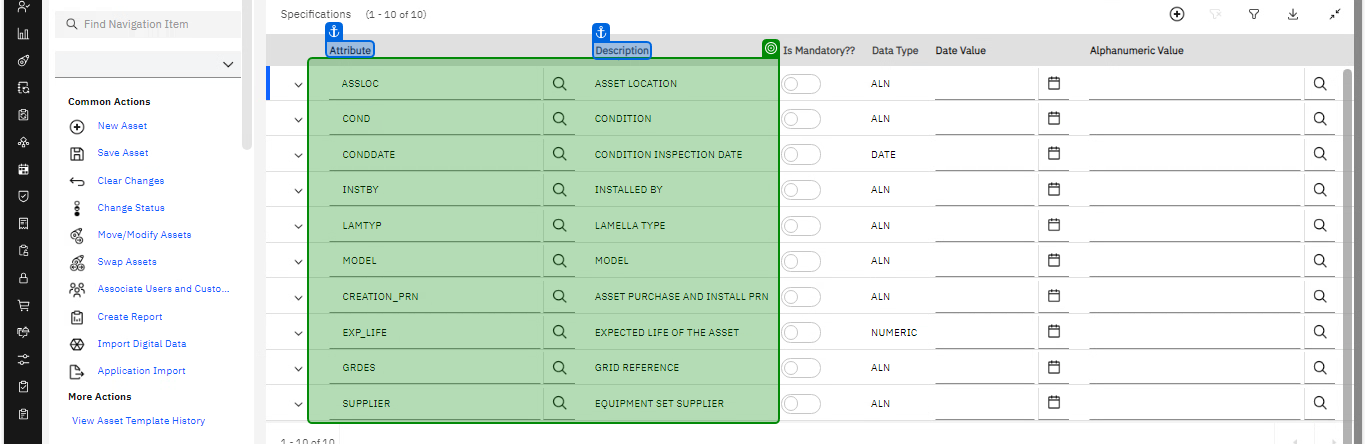 Find Navigation Item
Common Actions
New Asset
Save Asset
Clear Changes
Change Status
Move/Modify Assets
Swap Assets
Associate Users and Custo...
Create Report
Import Digital Data
Application Import
More Actions
View Asset Template History
Specifications (1 - 10 of 10)
Attribute Description Is Mandatory?? Data Type Date Value Alphanumeric Value
ASSLOC ASSET LOCATION ALN
COND CONDITION ALN
CONDDATE CONDITION INSPECTION DATE DATE
INSTBY INSTALLED BY ALN
LAMTYP LAMELLA TYPE ALN
MODEL MODEL ALN
CREATION_PRN ASSET PURCHASE AND INSTALL PRN ALN
EXP_LIFE EXPECTED LIFE OF THE ASSET NUMERIC
GRDES GRID REFERENCE ALN
SUPPLIER EQUIPMENT SET SUPPLIER ALN
1 - 10 of 10